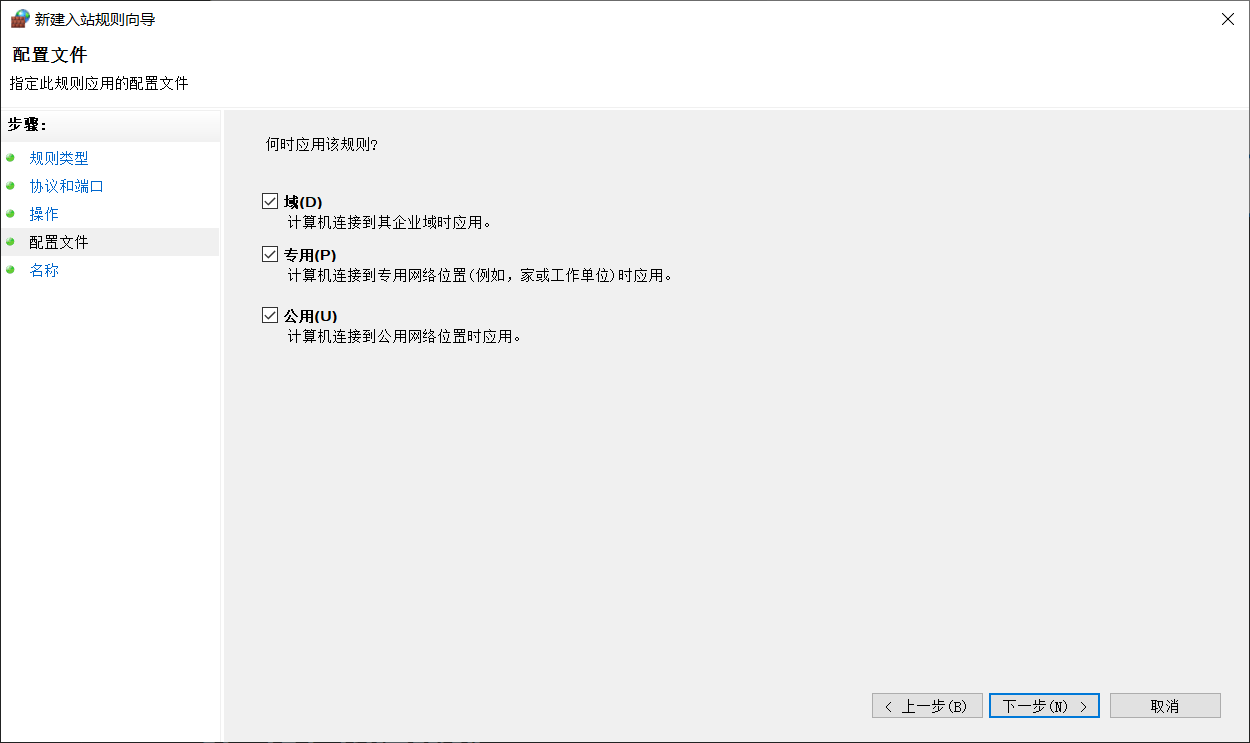 新建入站规则向导
配置文件
指定此规则应用的配置文件
步骤:
规则类型
协议和端口
操作
配置文件
名称
何时应用该规则?
域(D)
计算机连接到其企业域时应用。
专用(P)
计算机连接到专用网络位置(例如，家或工作单位)时应用。
公用(U)
计算机连接到公用网络位置时应用。
< 上一步(B)
下一步(N) >
取消